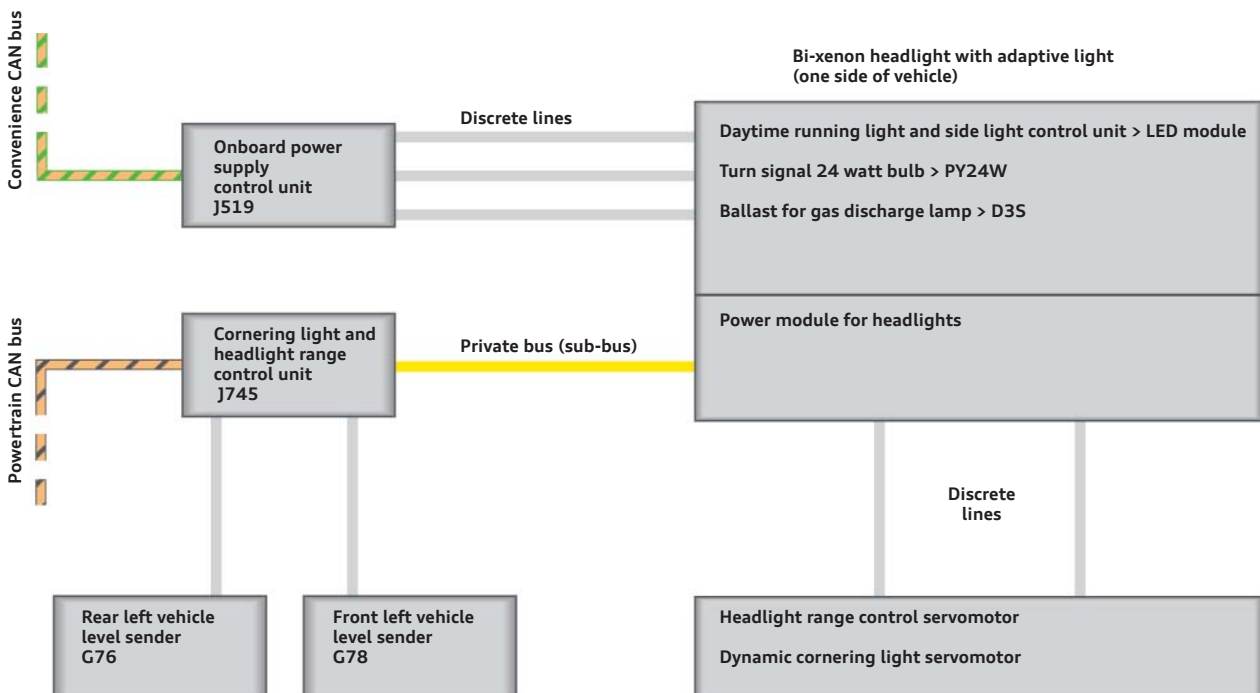 Convenience CAN bus
Bi-xenon headlight with adaptive light
(one side of vehicle)
Discrete lines
Onboard power
supply
control unit
J519
Daytime running light and side light control unit > LED module
Turn signal 24 watt bulb > PY24W
Ballast for gas discharge lamp > D3S
Powertrain CAN bus
Cornering light and
headlight range
control unit
J745
Private bus (sub-bus)
Power module for headlights
Discrete
lines
Rear left vehicle
level sender
G76
Front left vehicle
level sender
G78
Headlight range control servomotor
Dynamic cornering light servomotor